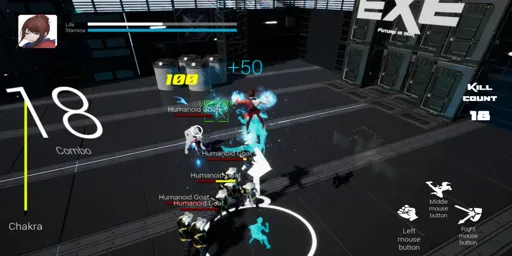 Life
Stamina
EXE
100
+50
Kill
count
18
18
Combo
Humanoid Goat
Humanoid Goat
Humanoid Goat
Humanoid Goat
Humanoid Goat
Chakra
Middle
mouse
button
Left
mouse
button
Right
mouse
button